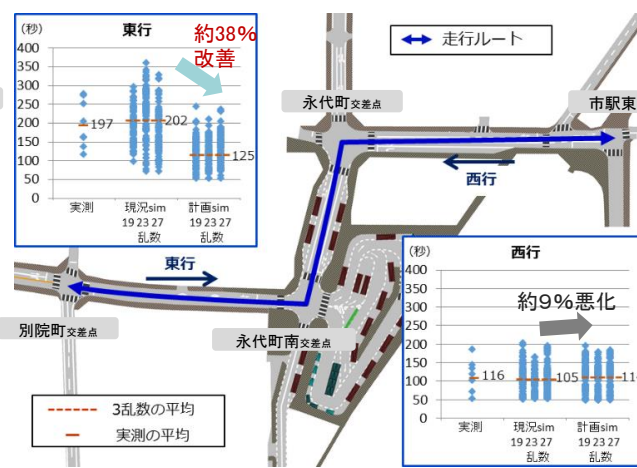 (秒)
東行
400
350
300
250
200
150
100
50
0
197
202
125
約38%
改善
実測
現況sim
計画sim
19 23 27
19 23 27
乱数
乱数
走行ルート
永代町交差点
市駅東
西行
東行
別院町交差点
永代町南交差点
(秒)
西行
400
350
300
250
200
150
100
50
0
約9%悪化
116
105
実測
現況sim
計画sim
19 23 27
19 23 27
乱数
乱数
3乱数の平均
実測の平均